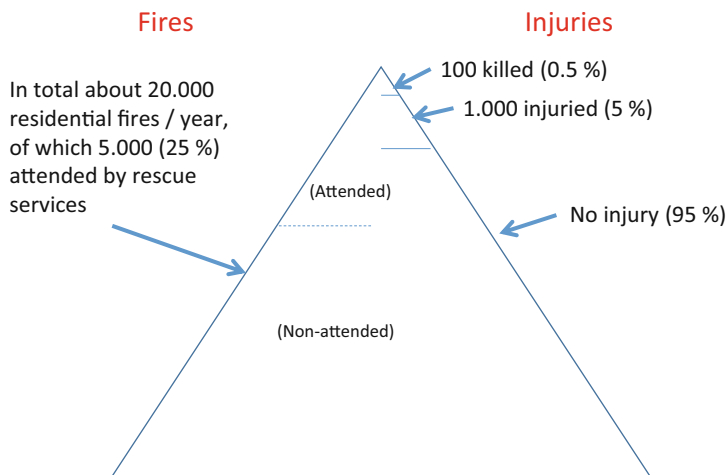 Fires
Injuries
In total about 20.000
residential fires / year,
of which 5.000 (25 %)
attended by rescue
services
100 killed (0.5 %)
1.000 injuried (5 %)
(Attended)
No injury (95 %)
(Non-attended)